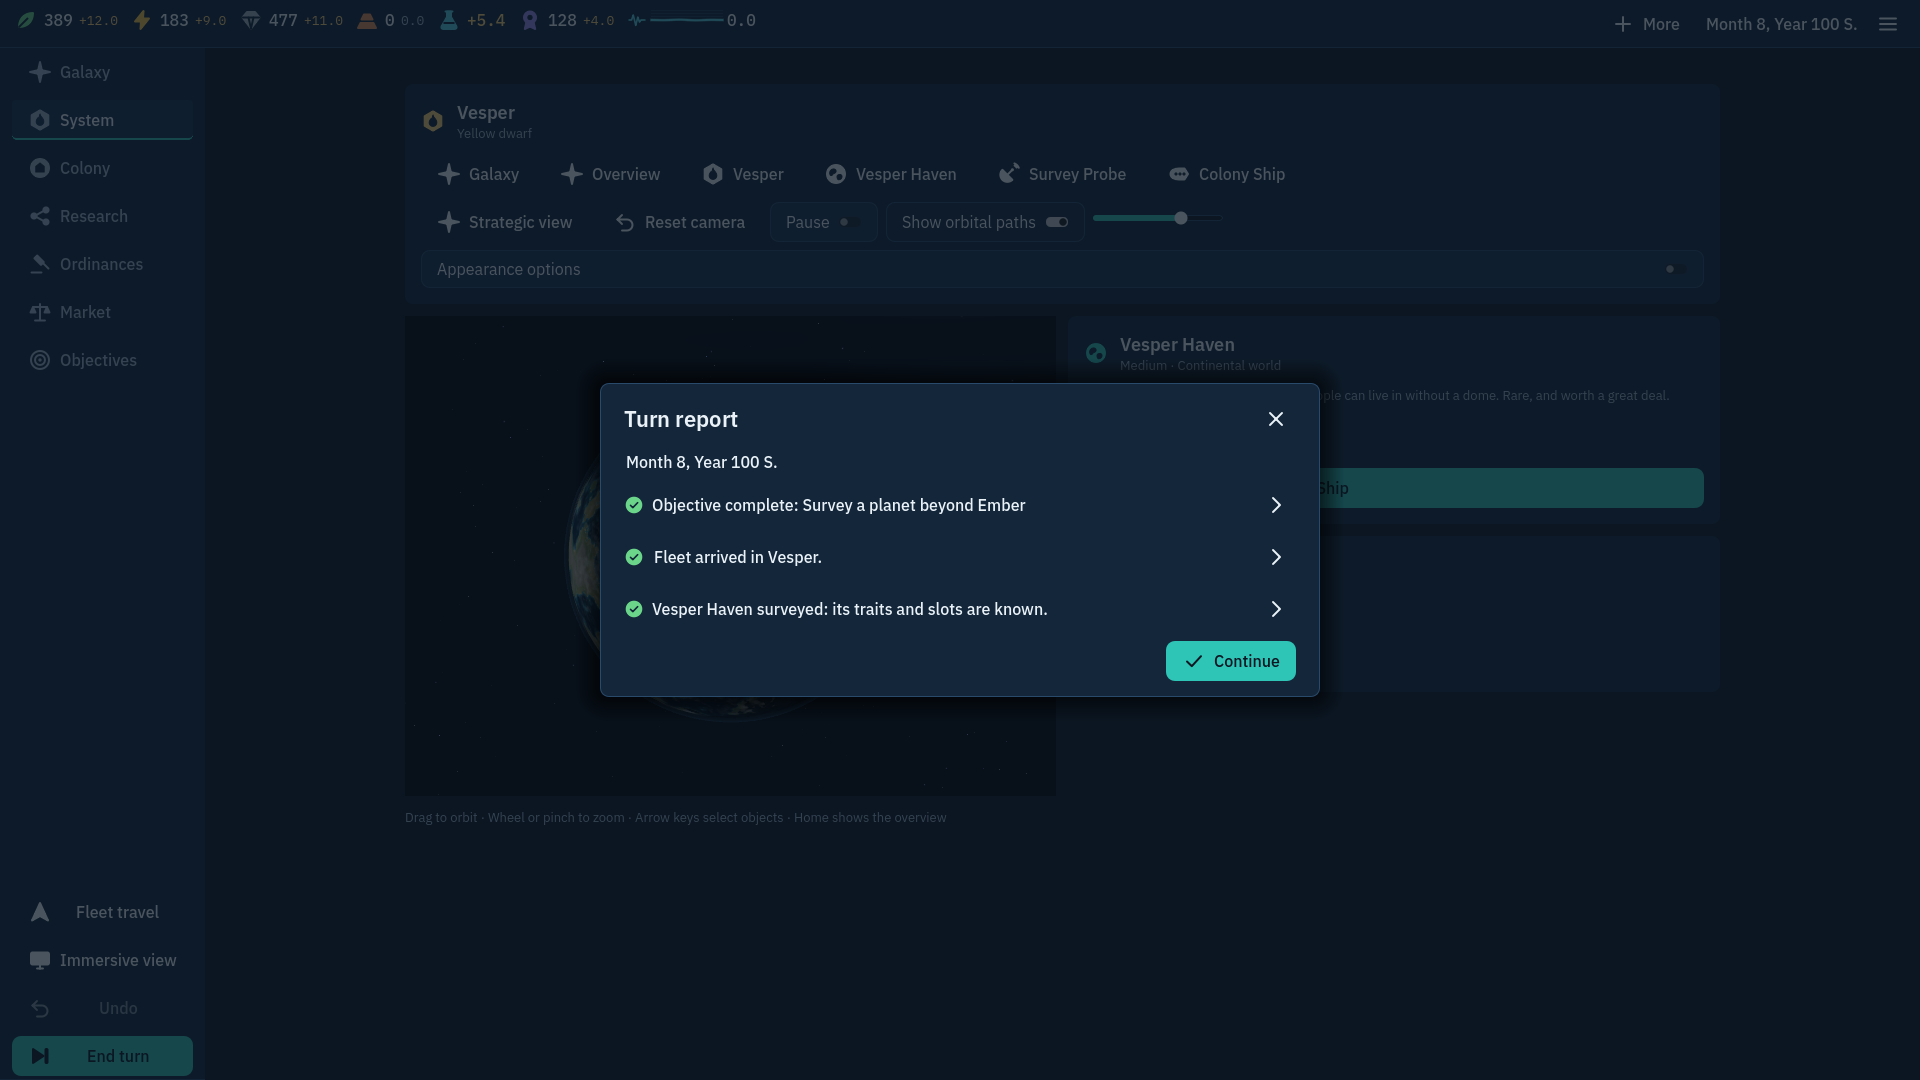 389 +12.0 183 +9.0 477 +11.0 0 0.0 +5.4 128 +4.0 0.0 More Month 8, Year 100 S.
Galaxy
System
Colony
Research
Ordinances
Market
Objectives
Fleet travel
Immersive view
Undo
End turn
Vesper
Yellow dwarf
Galaxy Overview Vesper Vesper Haven Survey Probe Colony Ship
Strategic view Reset camera Pause Show orbital paths
Appearance options
Vesper Haven
Medium · Continental world
can live in without a dome. Rare, and worth a great deal.
Ship
Turn report
Month 8, Year 100 S.
Objective complete: Survey a planet beyond Ember
Fleet arrived in Vesper.
Vesper Haven surveyed: its traits and slots are known.
Continue
Drag to orbit · Wheel or pinch to zoom · Arrow keys select objects · Home shows the overview